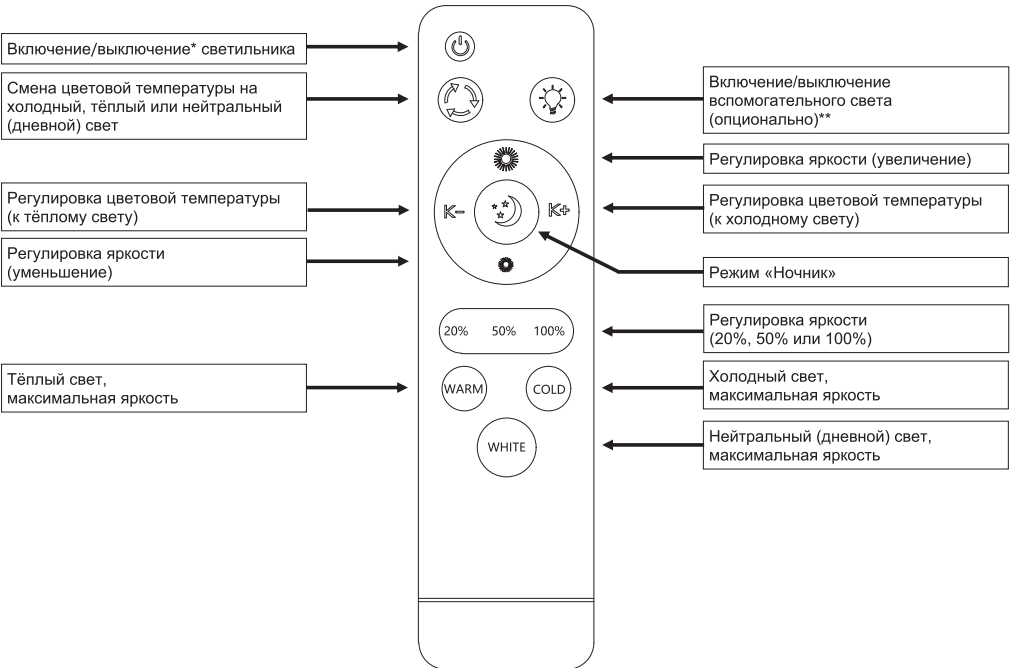 Включение/выключение* светильника
Смена цветовой температуры на
холодный, тёплый или нейтральный
(дневной) свет
Включение/выключение
вспомогательного света
(опционально)**
Регулировка яркости (увеличение)
Регулировка цветовой температуры
(к тёплому свету)
K-
K+
Регулировка цветовой температуры
(к холодному свету)
Регулировка яркости
(уменьшение)
Режим «Ночник»
20% 50% 100%
Регулировка яркости
(20%, 50% или 100%)
Тёплый свет,
максимальная яркость
WARM
COLD
Холодный свет,
максимальная яркость
WHITE
Нейтральный (дневной) свет,
максимальная яркость